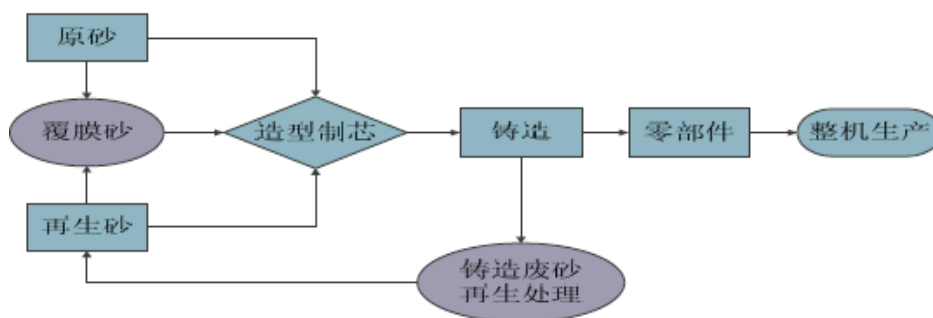 原砂
覆膜砂
造型制芯
铸造
零部件
整机生产
再生砂
铸造废砂
再生处理